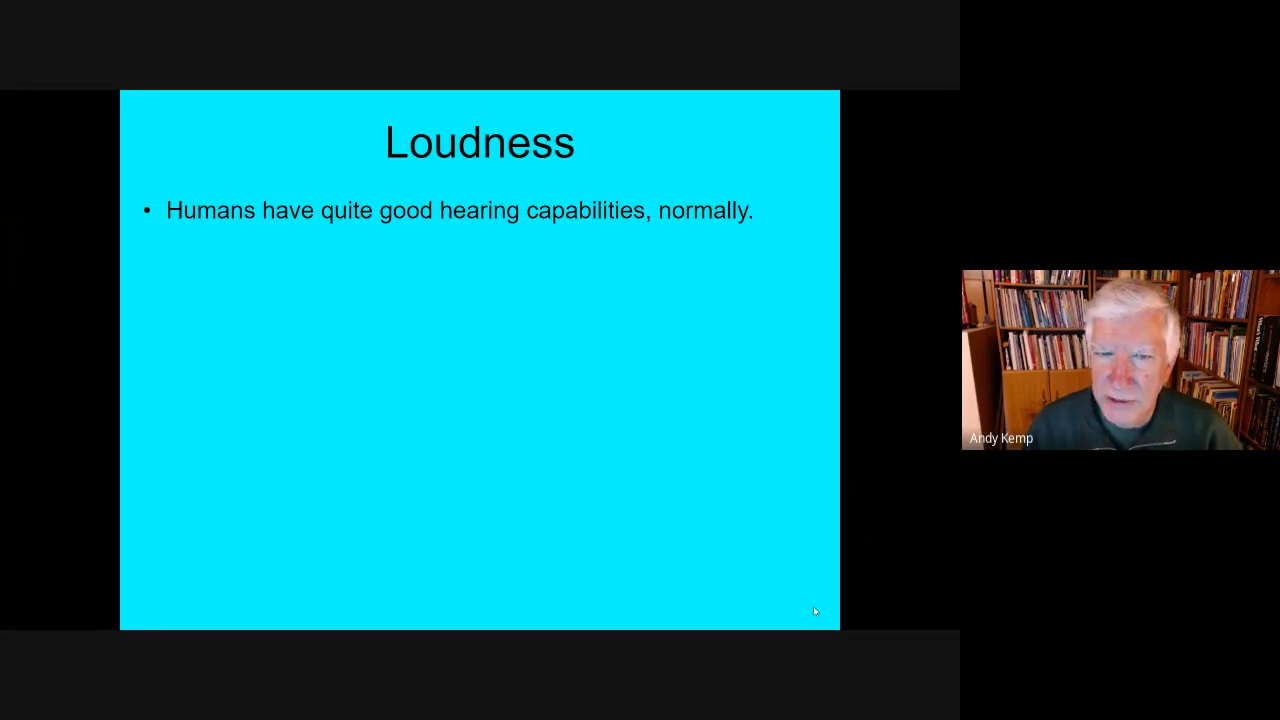 Loudness
• Humans have quite good hearing capabilities, normally.
Andy Kemp